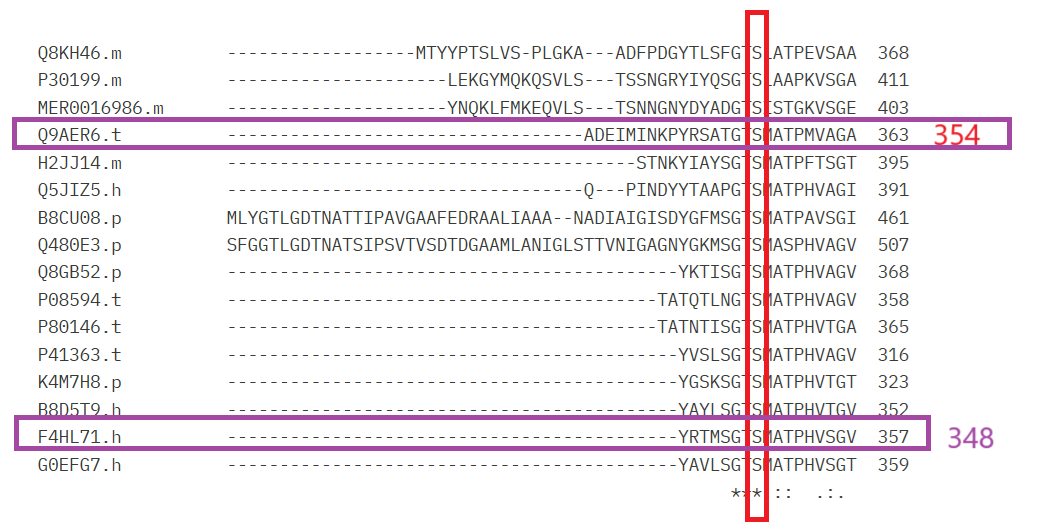 Q8KH46.m ------------------MTYYPTSLVS-PLGKA---ADFPDGYTLSFGTSLATPEVSAA 368
P30199.m ---------------------LEKGYMQKQSVLS---TSSNGRYIYQSGTSLAAPKVSGA 411
MER0016986.m ---------------------YNQKLFMKEQVLS---TSNNGNYDYADGTSISTGKVSGE 403
Q9AER6.t ----------------------------------ADEIMINKPYRSATGTSMATPMVAGA 363 354
H2JJ14.m ---------------------------------------STNKYIAYSGTSMATPFTSGT 395
Q5JIZ5.h ----------------------------------Q---PINDYYTAAPGTSMATPHVAGI 391
B8CU08.p MLYGTLGDTNATTIPAVGAAFEDRAALIAAA--NADIAIGISDYGFMSGTSMATPAVSGI 461
Q480E3.p SFGGTLGDTNATSIPSVTVSDTDGAAMLANIGLSTTVNIGAGNYGKMSGTSMASPHVAGV 507
Q8GB52.p -------------------------------------------YKTISGTSMATPHVAGV 368
P08594.t -----------------------------------------TATQTLNGTSMATPHVAGV 358
P80146.t -----------------------------------------TATNTISGTSMATPHVTGA 365
P41363.t -------------------------------------------YVSLSGTSMATPHVAGV 316
K4M7H8.p -------------------------------------------YGSKSGTSMATPHVTGT 323
B8D5T9.h -------------------------------------------YAYLSGTSMATPHVTGV 352
F4HL71.h -------------------------------------------YRTMSGTSMATPHVSGV 357 348
G0EFG7.h -------------------------------------------YAVLSGTSMATPHVSGT 359
*** :: .:.